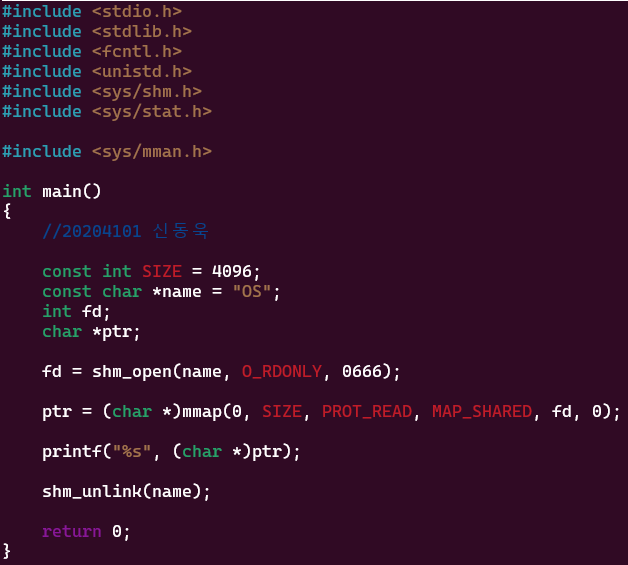 #include <stdio.h>
#include <stdlib.h>
#include <fcntl.h>
#include <unistd.h>
#include <sys/shm.h>
#include <sys/stat.h>
#include <sys/mman.h>
int main()
{
//20204101 신동욱
const int SIZE = 4096;
const char *name = "OS";
int fd;
char *ptr;
fd = shm_open(name, O_RDONLY, 0666);
ptr = (char *)mmap(0, SIZE, PROT_READ, MAP_SHARED, fd, 0);
printf("%s", (char *)ptr);
shm_unlink(name);
return 0;
}